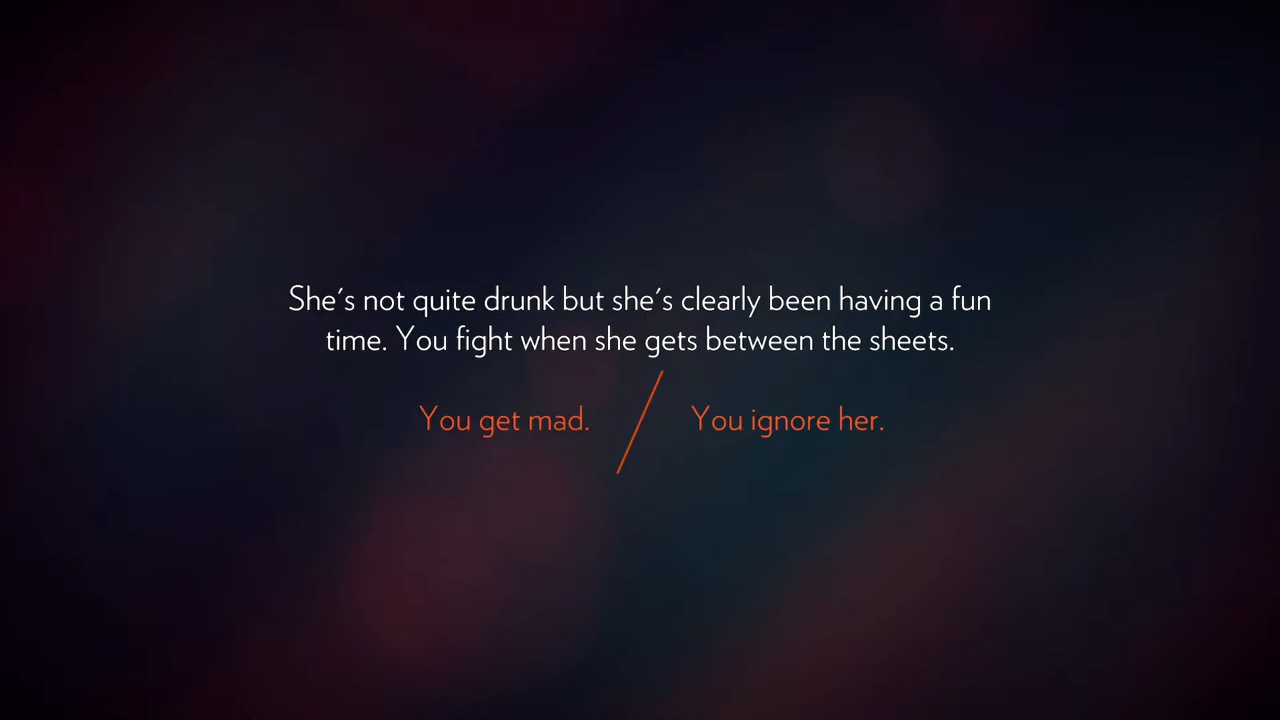 She's not quite drunk but she's clearly been having a fun
time. You fight when she gets between the sheets.
You get mad. / You ignore her.